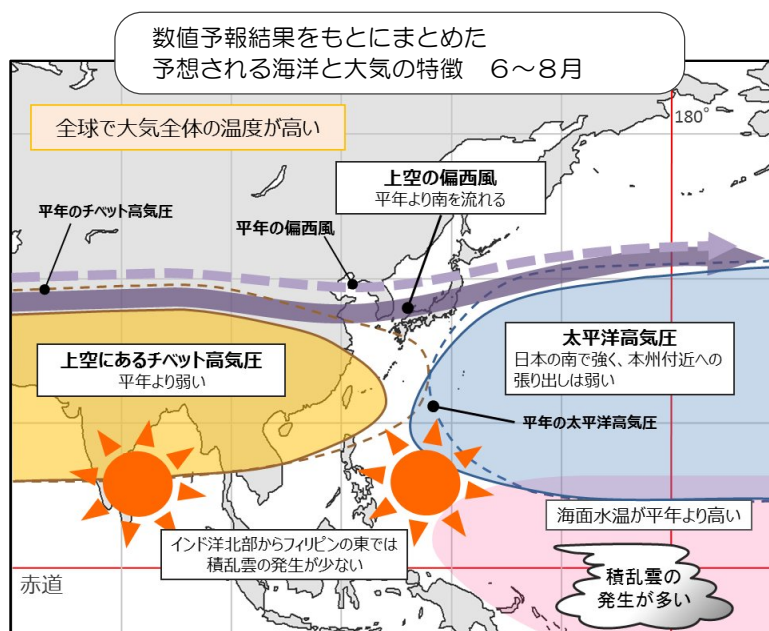 数値予報結果をもとにまとめた
予想される海洋と大気の特徴　６～８月
180°
全球で大気全体の温度が高い
上空の偏西風
平年より南を流れる
平年のチベット高気圧
平年の偏西風
上空にあるチベット高気圧
平年より弱い
太平洋高気圧
日本の南で強く、本州付近への
張り出しは弱い
平年の太平洋高気圧
海面水温が平年より高い
インド洋北部からフィリピンの東では
積乱雲の発生が少ない
赤道
積乱雲の
発生が多い